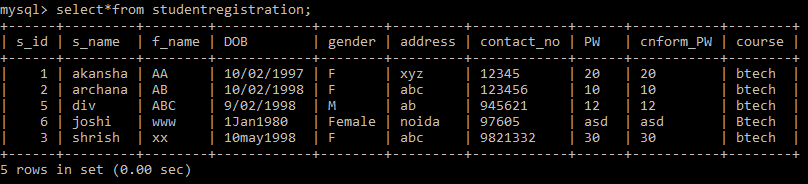 mysql> select*from studentregistration;
+------+---------+--------+-----------+--------+---------+------------+------+-----------+--------+
| s_id | s_name | f_name | DOB | gender | address | contact_no | PW | cnform_PW | course |
+------+---------+--------+-----------+--------+---------+------------+------+-----------+--------+
| 1 | akansha | AA | 10/02/1997 | F | xyz | 12345 | 20 | 20 | btech |
| 2 | archana | AB | 10/02/1998 | F | abc | 123456 | 10 | 10 | btech |
| 5 | div | ABC | 9/02/1998 | M | ab | 945621 | 12 | 12 | btech |
| 6 | joshi | www | 1Jan1980 | Female | noida | 97605 | asd | asd | Btech |
| 3 | shrish | xx | 10may1998 | F | abc | 9821332 | 30 | 30 | btech |
+------+---------+--------+-----------+--------+---------+------------+------+-----------+--------+
5 rows in set (0.00 sec)